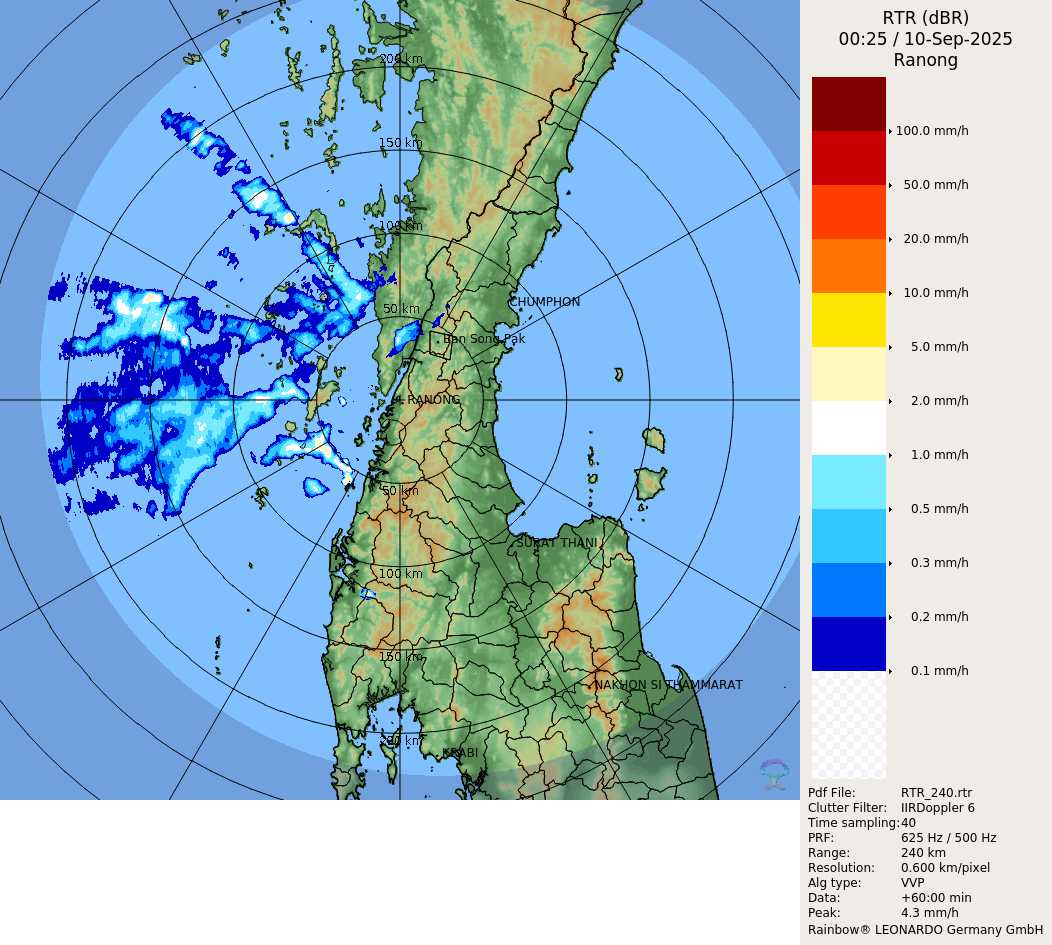 RTR (dBR)
00:25 / 10-Sep-2025
Ranong
200 km
150 km
100 km
50 km
CHUMPHON
Ban Song Pak
RANONG
50 km
SURAT THANI
100 km
150 km
NAKHON SI THAMMARAT
200 km
KRABI
100.0 mm/h
50.0 mm/h
20.0 mm/h
10.0 mm/h
5.0 mm/h
2.0 mm/h
1.0 mm/h
0.5 mm/h
0.3 mm/h
0.2 mm/h
0.1 mm/h
Pdf File: RTR_240.rtr
Clutter Filter: IIRDoppler 6
Time sampling: 40
PRF: 625 Hz / 500 Hz
Range: 240 km
Resolution: 0.600 km/pixel
Alg type: VVP
Data: +60:00 min
Peak: 4.3 mm/h
Rainbow® LEONARDO Germany GmbH